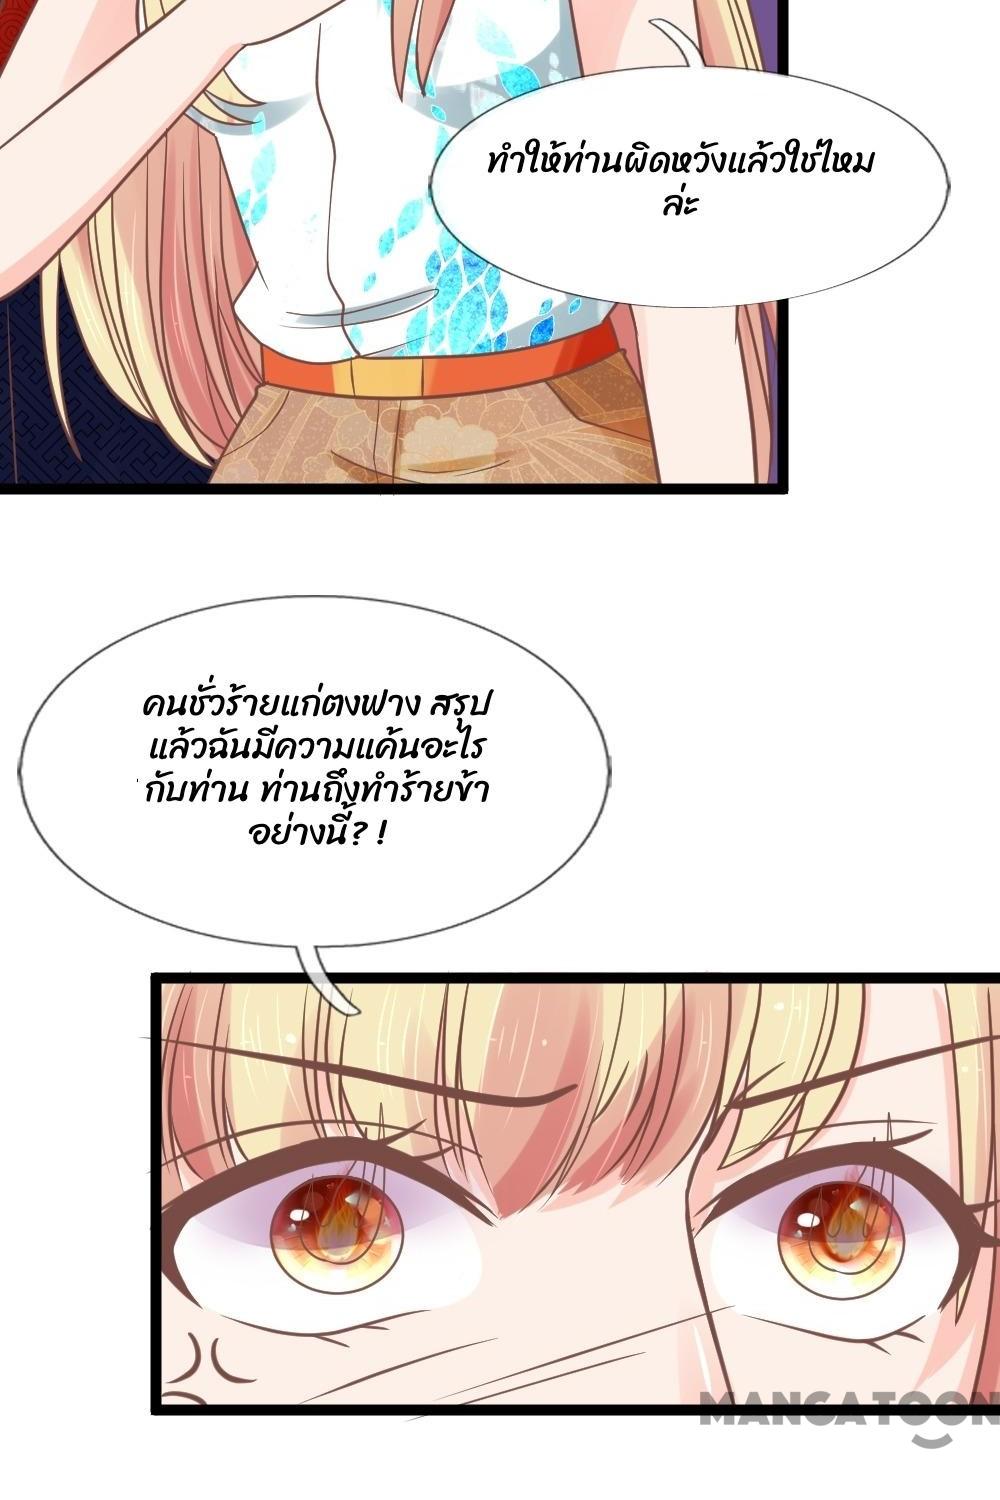 ทำให้ท่านผิดหวังแล้วใช่ไหม
ล่ะ
คนชั่วร้ายแก่ตงฟาง สรุป
แล้วฉันมีความแค้นอะไร
กับท่าน ท่านถึงทำร้ายข้า
อย่างนี้?!
MANGATOON